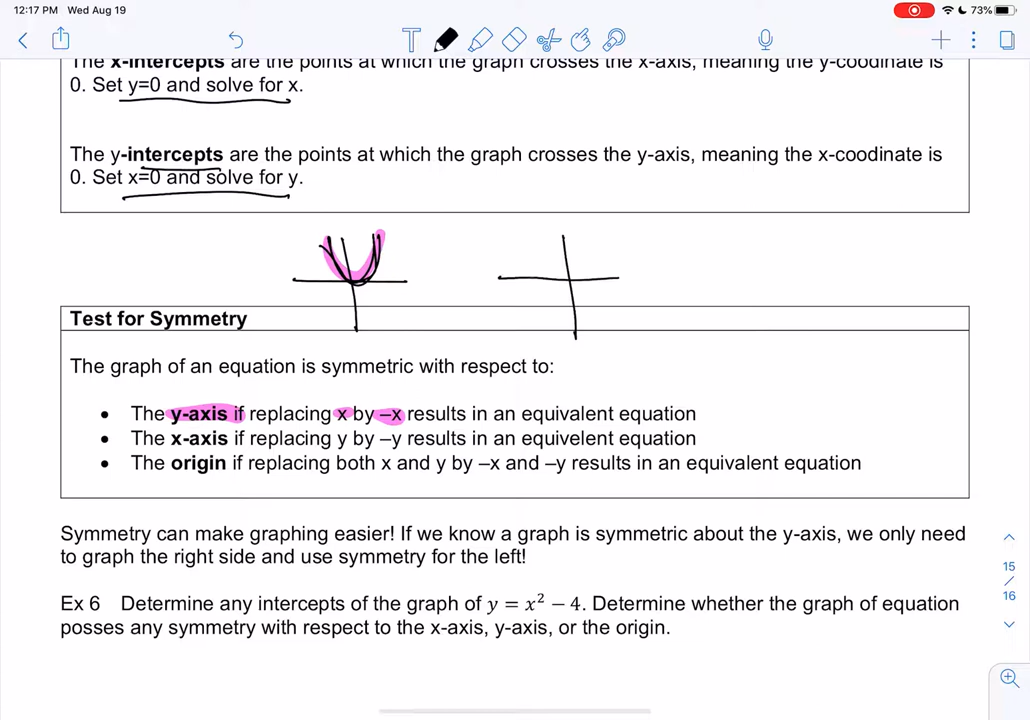 12:17 PM Wed Aug 19
73%
The x-intercepts are the points at which the graph crosses the x-axis, meaning the y-coodinate is
0. Set y=0 and solve for x.
The y-intercepts are the points at which the graph crosses the y-axis, meaning the x-coodinate is
0. Set x=0 and solve for y.
Test for Symmetry
The graph of an equation is symmetric with respect to:
• The y-axis if replacing x by –x results in an equivalent equation
• The x-axis if replacing y by –y results in an equivelent equation
• The origin if replacing both x and y by –x and –y results in an equivalent equation
Symmetry can make graphing easier! If we know a graph is symmetric about the y-axis, we only need
to graph the right side and use symmetry for the left!
15
/
16
Ex 6 Determine any intercepts of the graph of y = x² − 4. Determine whether the graph of equation
posses any symmetry with respect to the x-axis, y-axis, or the origin.